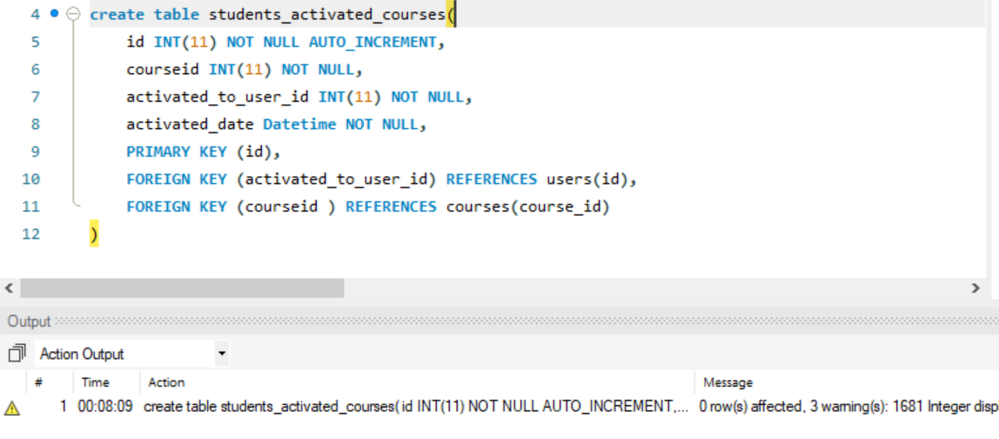 4 create table students_activated_courses(
5 id INT(11) NOT NULL AUTO_INCREMENT,
6 courseid INT(11) NOT NULL,
7 activated_to_user_id INT(11) NOT NULL,
8 activated_date Datetime NOT NULL,
9 PRIMARY KEY (id),
10 FOREIGN KEY (activated_to_user_id) REFERENCES users(id),
11 FOREIGN KEY (courseid ) REFERENCES courses(course_id)
12 )
Output
Action Output
# Time Action Message
1 00:08:09 create table students_activated_courses( id INT(11) NOT NULL AUTO_INCREMENT,... 0 row(s) affected, 3 warning(s): 1681 Integer disp